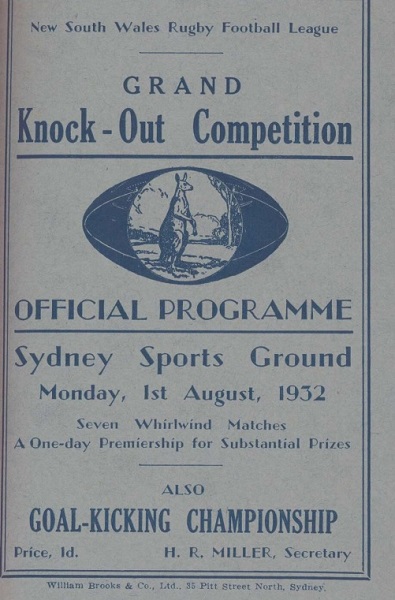 New South Wales Rugby Football League
GRAND
Knock-Out Competition
OFFICIAL PROGRAMME
Sydney Sports Ground
Monday, 1st August, 1932
Seven Whirlwind Matches
A One-day Premiership for Substantial Prizes
ALSO
GOAL-KICKING CHAMPIONSHIP
Price, 1d. H. R. MILLER, Secretary
William Brooks & Co., Ltd., 35 Pitt Street North, Sydney.